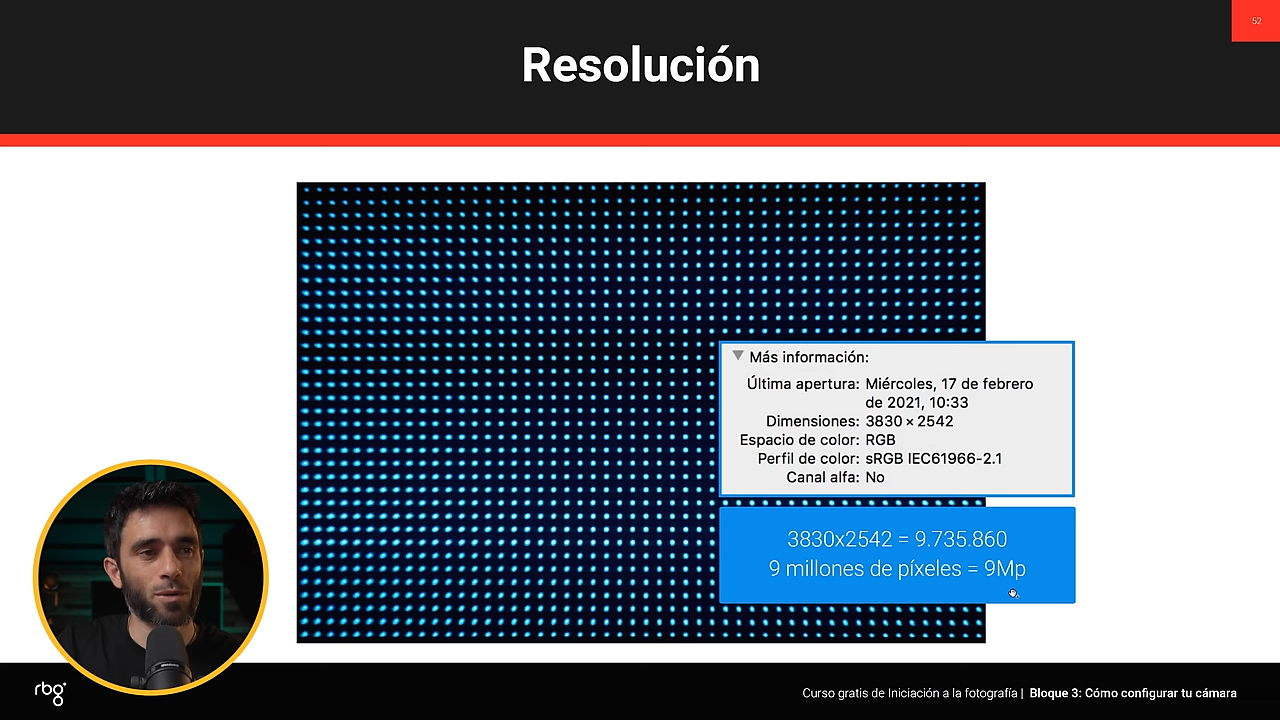 52
Resolución
Más información:
Última apertura: Miércoles, 17 de febrero
de 2021, 10:33
Dimensiones: 3830 × 2542
Espacio de color: RGB
Perfil de color: sRGB IEC61966-2.1
Canal alfa: No
3830x2542 = 9.735.860
9 millones de píxeles = 9Mp
rbg
Curso gratis de Iniciación a la fotografía | Bloque 3: Cómo configurar tu cámara